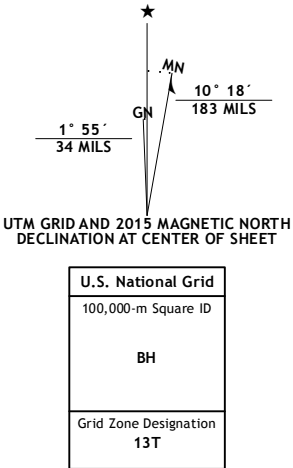 ★
MN
10° 18´
183 MILS
GN
1° 55´
34 MILS
UTM GRID AND 2015 MAGNETIC NORTH
DECLINATION AT CENTER OF SHEET
U.S. National Grid
100,000-m Square ID
BH
Grid Zone Designation
13T